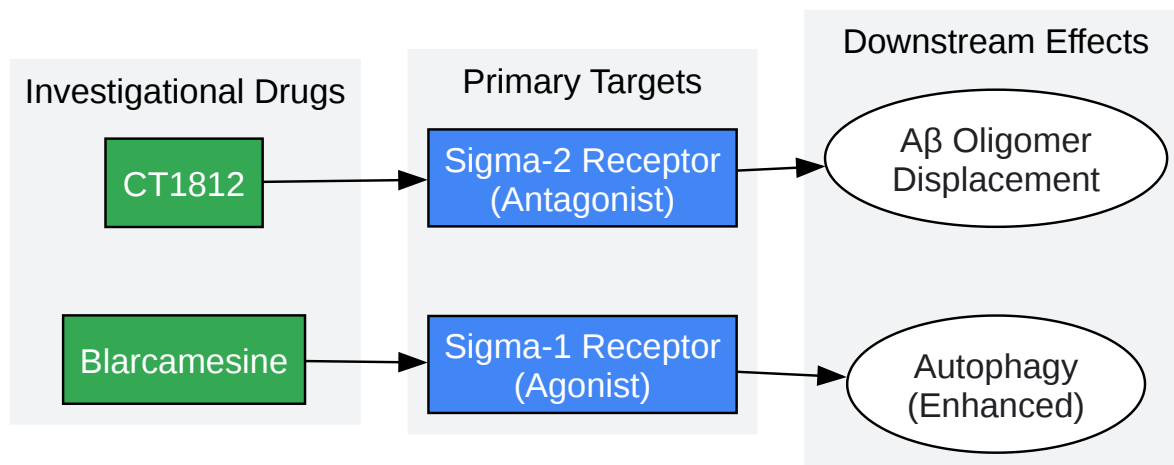 Investigational Drugs
CT1812
Blarcamesine
Primary Targets
Sigma-2 Receptor
(Antagonist)
Sigma-1 Receptor
(Agonist)
Downstream Effects
Aβ Oligomer
Displacement
Autophagy
(Enhanced)